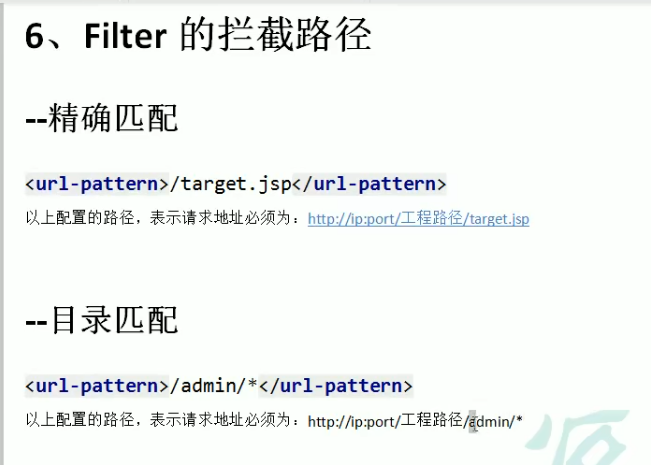 6、Filter 的拦截路径
--精确匹配
<url-pattern>/target.jsp</url-pattern>
以上配置的路径，表示请求地址必须为：http://ip:port/工程路径/target.jsp
--目录匹配
<url-pattern>/admin/*</url-pattern>
以上配置的路径，表示请求地址必须为：http://ip:port/工程路径/admin/*